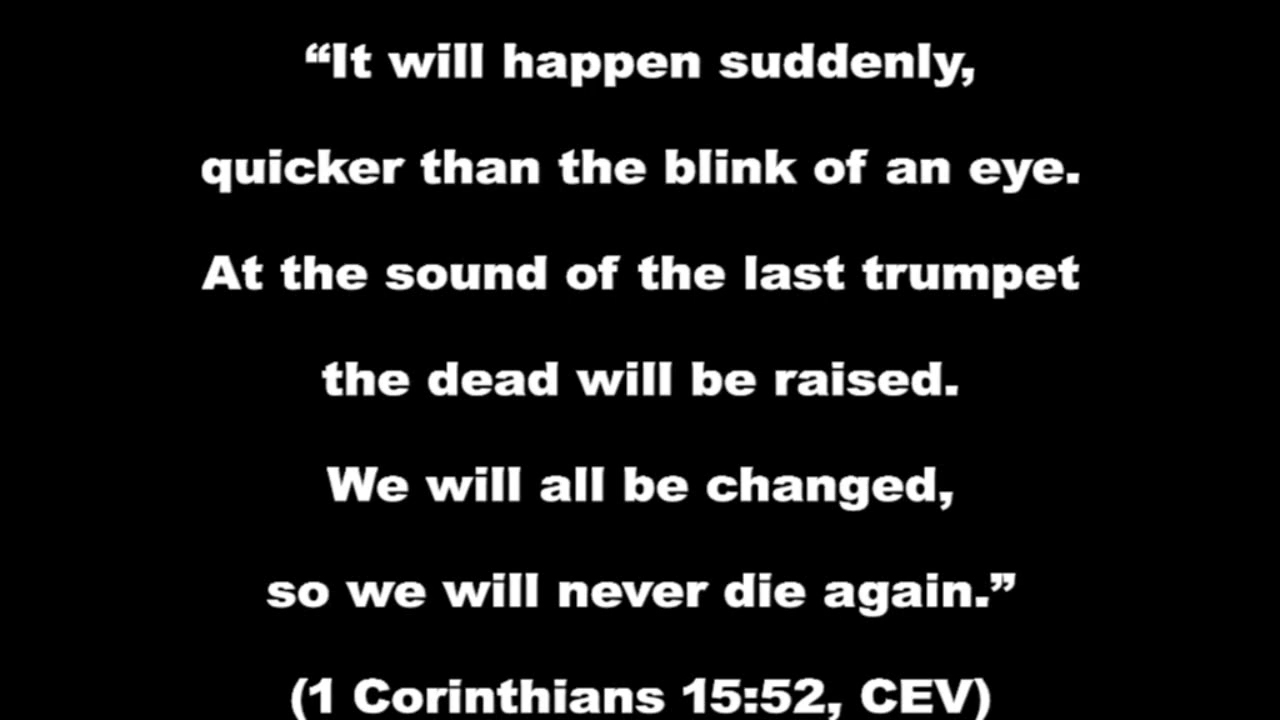 “It will happen suddenly,
quicker than the blink of an eye.
At the sound of the last trumpet
the dead will be raised.
We will all be changed,
so we will never die again.”
(1 Corinthians 15:52, CEV)